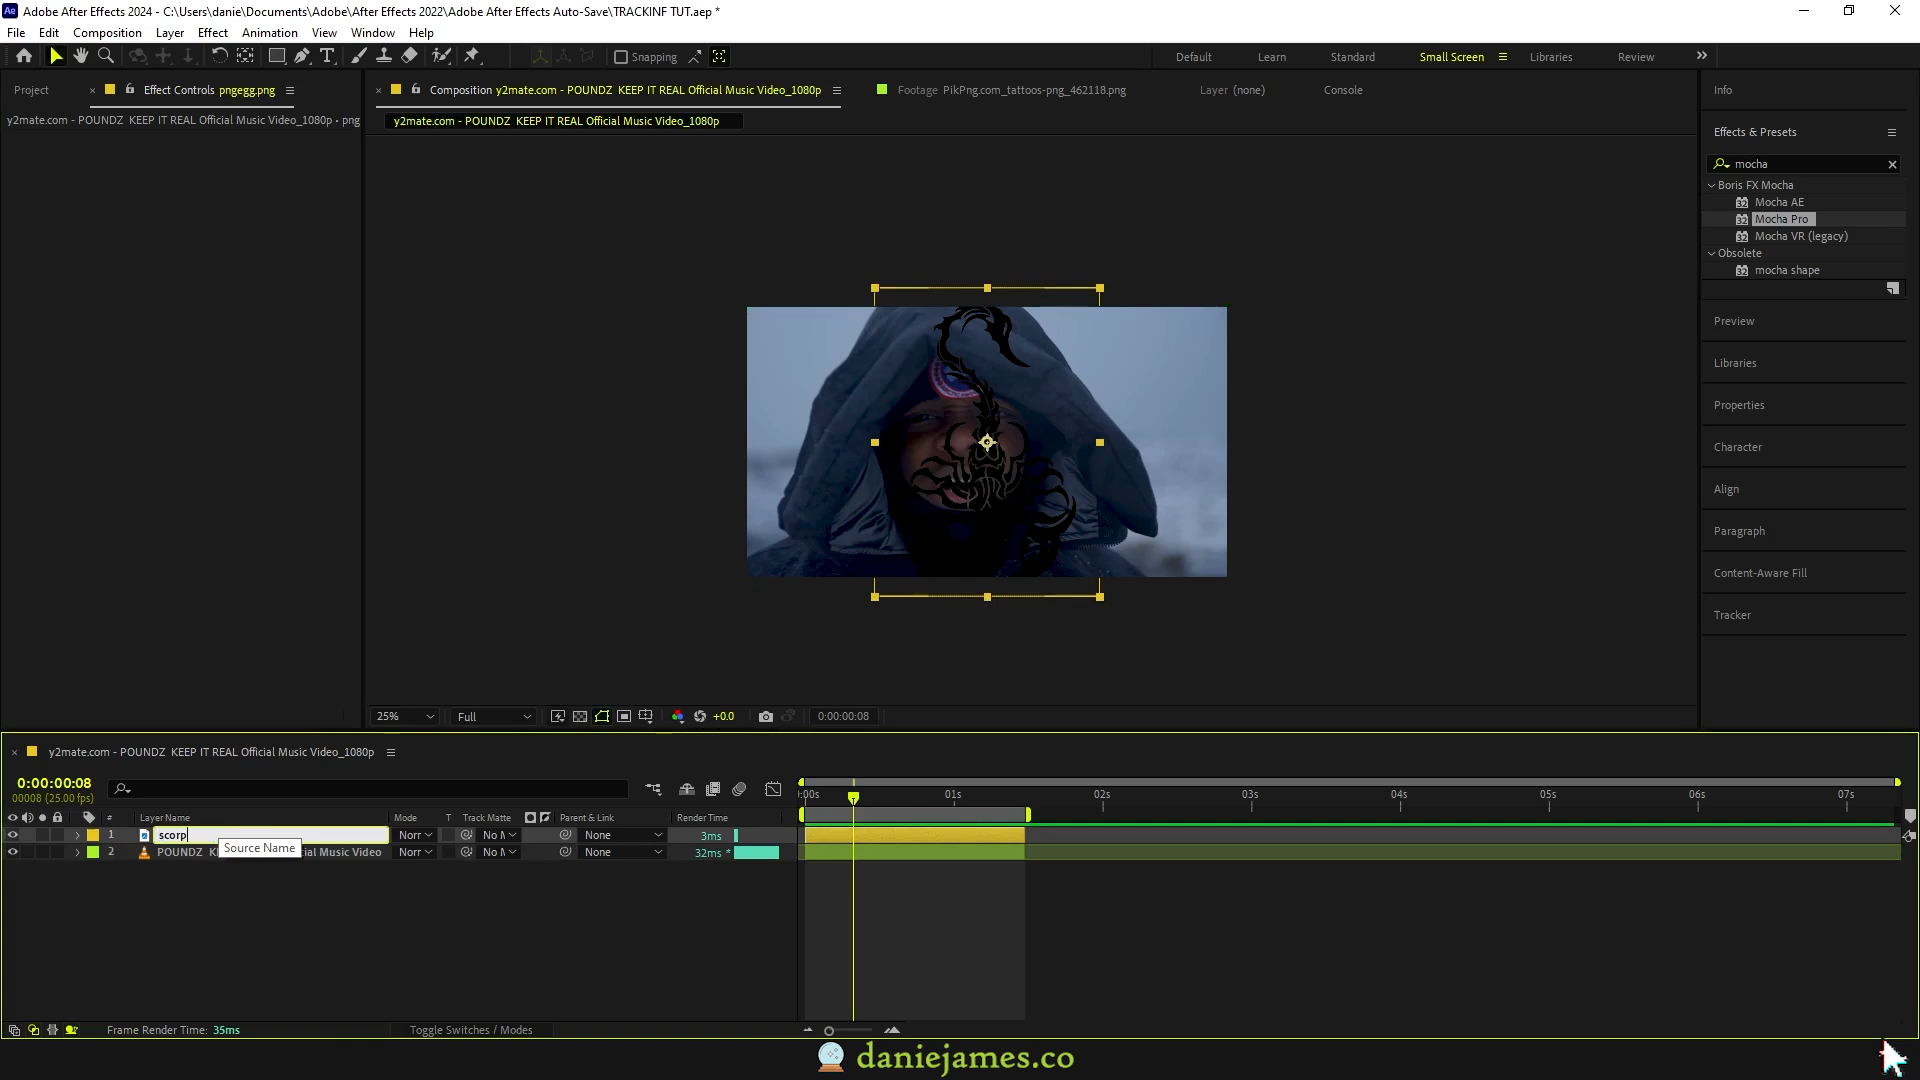 Ae Adobe After Effects 2024 - C:\Users\danie\Documents\Adobe\After Effects 2022\Adobe After Effects Auto-Save\TRACKINF TUT.aep *
File Edit Composition Layer Effect Animation View Window Help
Snapping Default Learn Standard Small Screen Libraries Review
Project Effect Controls pngegg.png Composition y2mate.com - POUNDZ KEEP IT REAL Official Music Video_1080p Footage PikPng.com_tattoos-png_462118.png Layer (none) Console Info
y2mate.com - POUNDZ KEEP IT REAL Official Music Video_1080p • png
y2mate.com - POUNDZ KEEP IT REAL Official Music Video_1080p
Effects & Presets
mocha
Boris FX Mocha
32 Mocha AE
32 Mocha Pro
32 Mocha VR (legacy)
Obsolete
32 mocha shape
Preview
Libraries
Properties
Character
Align
Paragraph
Content-Aware Fill
Tracker
25% Full +0.0 0:00:00:08
y2mate.com - POUNDZ KEEP IT REAL Official Music Video_1080p
0:00:00:08
00008 (25.00 fps)
:00s 01s 02s 03s 04s 05s 06s 07s
# Layer Name Mode T Track Matte Parent & Link Render Time
1 scorp Norr No M None 3ms
Source Name
2 POUNDZ ial Music Video Norr No M None 32ms *
Frame Render Time: 35ms Toggle Switches / Modes
daniejames.co